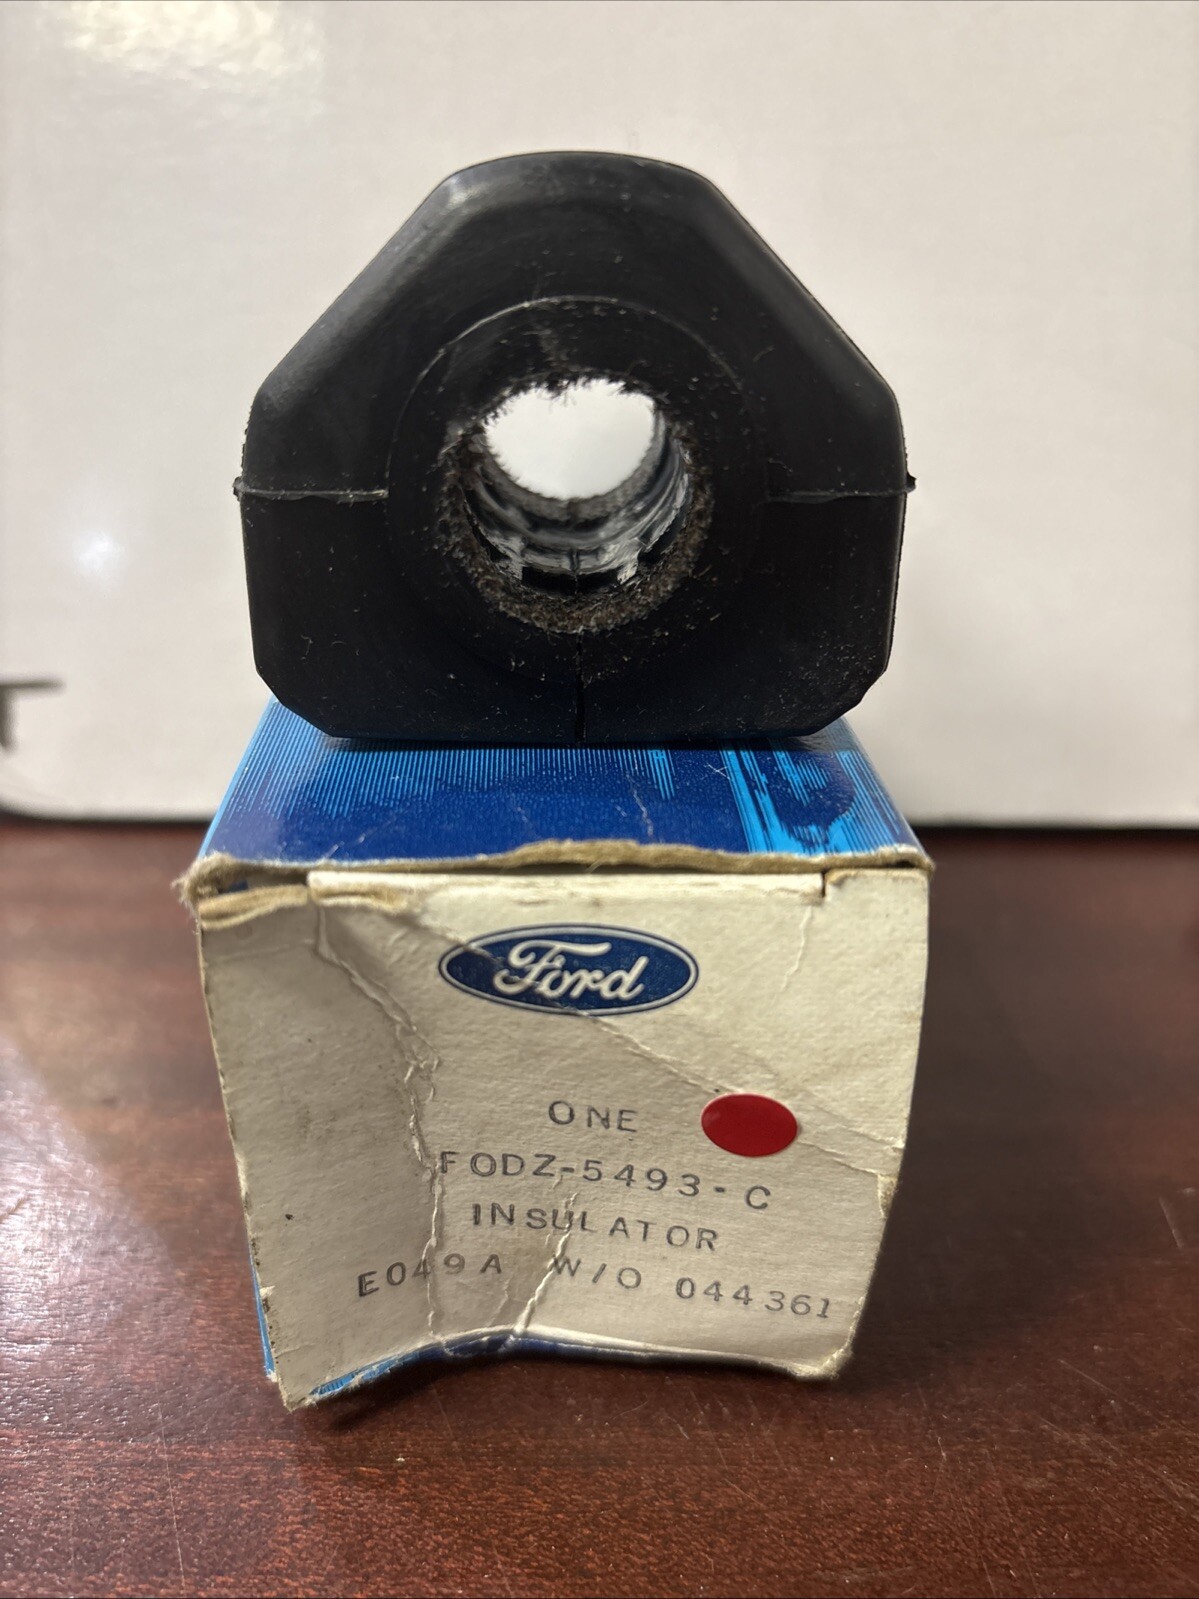 Ford
ONE
FODZ-5493-C
INSULATOR
E049A W/O 044361